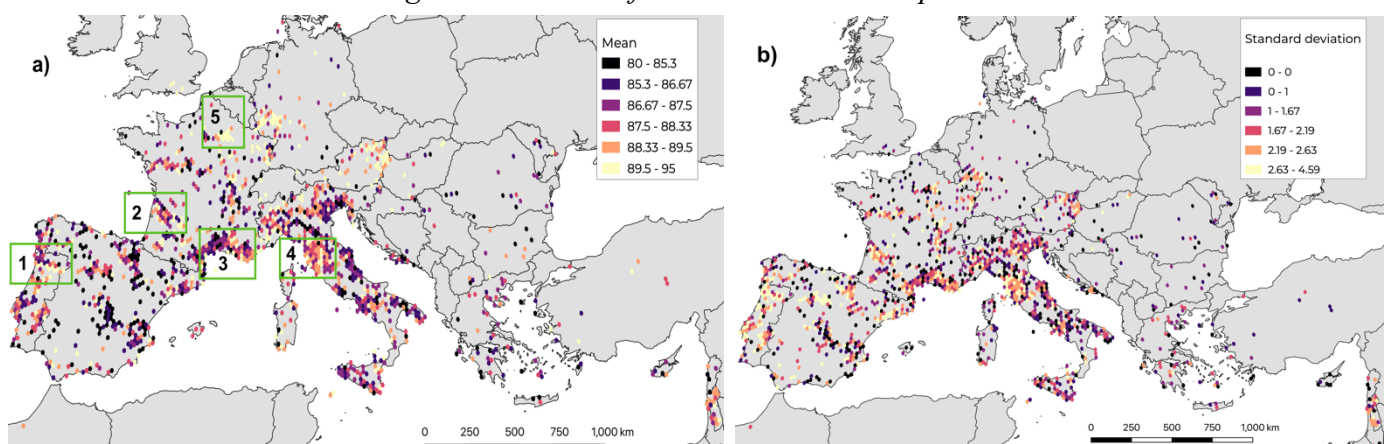 a)
Mean
80 - 85.3
85.3 - 86.67
86.67 - 87.5
87.5 - 88.33
88.33 - 89.5
89.5 - 95
5
2
1
3
4
0 250 500 750 1,000 km
b)
Standard deviation
0 - 0
0 - 1
1 - 1.67
1.67 - 2.19
2.19 - 2.63
2.63 - 4.59
0 250 500 750 1,000 km